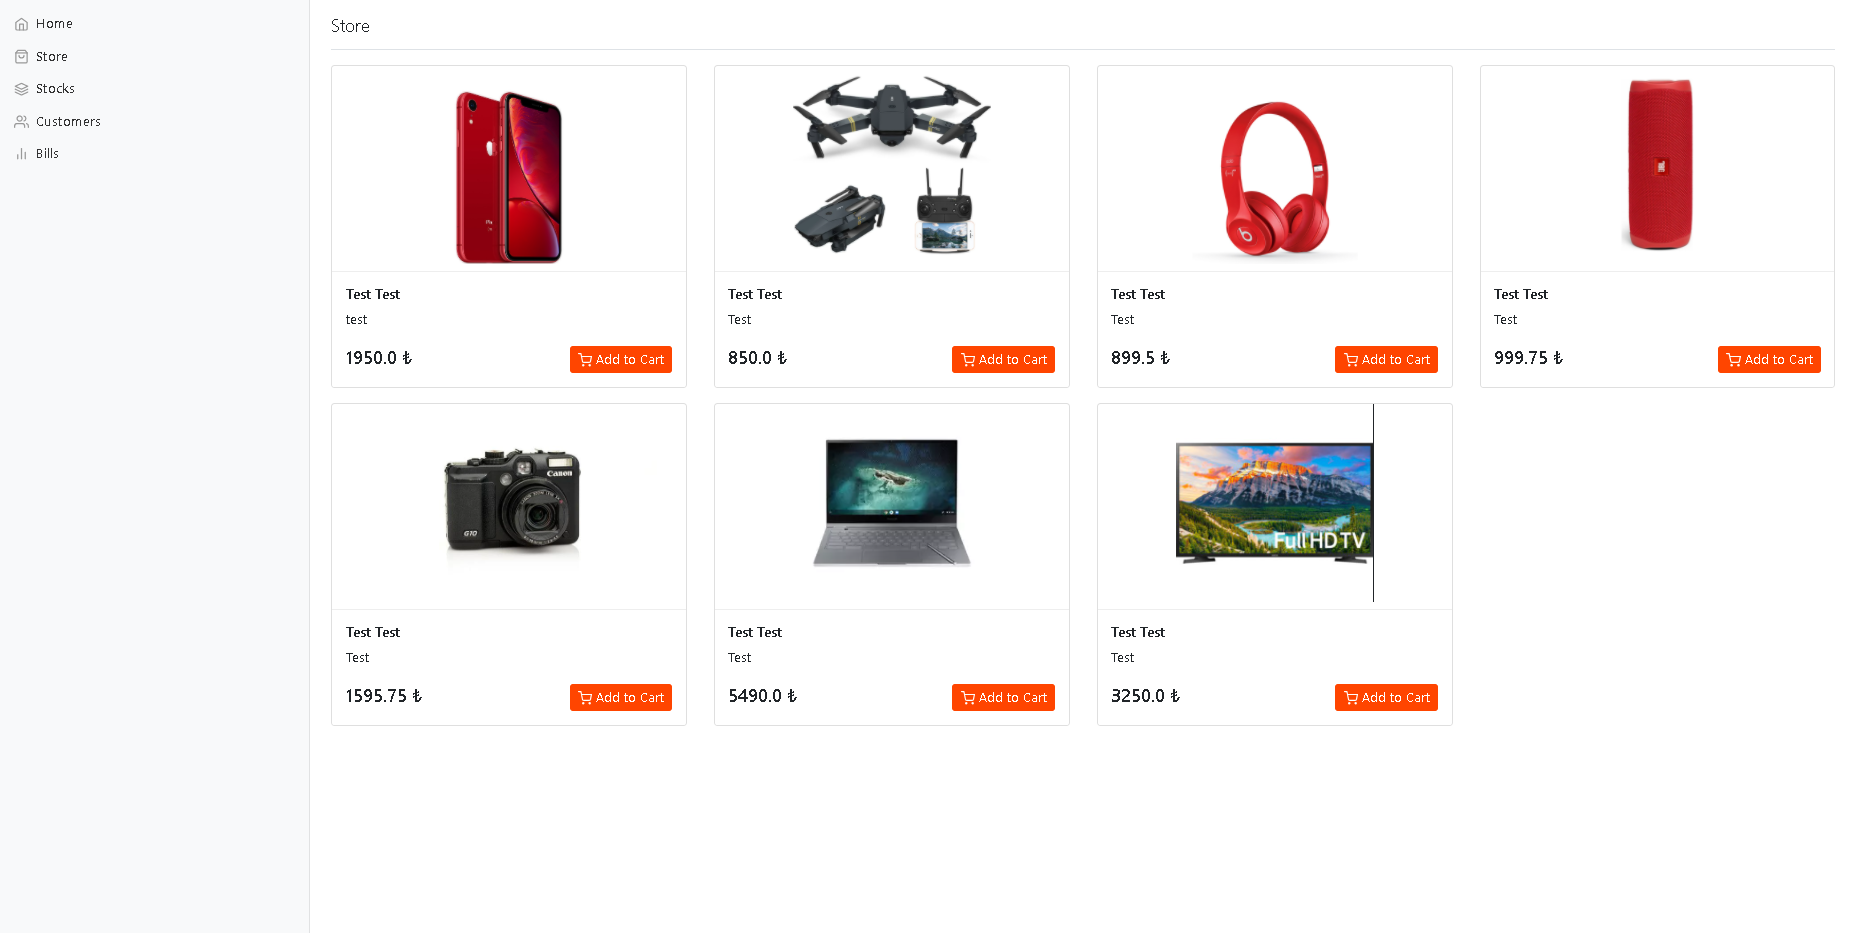 Home
Store
Stocks
Customers
Bills
Store
Test Test
test
1950.0 ₺
Add to Cart
Test Test
Test
850.0 ₺
Add to Cart
Test Test
Test
899.5 ₺
Add to Cart
JBL
Test Test
Test
999.75 ₺
Add to Cart
Canon
G10
Test Test
Test
1595.75 ₺
Add to Cart
Test Test
Test
5490.0 ₺
Add to Cart
Full HD TV
Test Test
Test
3250.0 ₺
Add to Cart